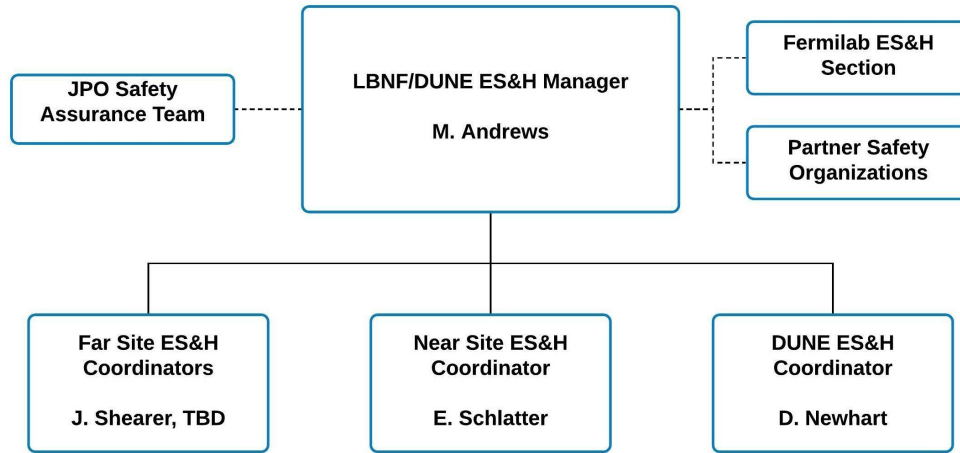 JPO Safety
Assurance Team
LBNF/DUNE ES&H Manager
M. Andrews
Fermilab ES&H
Section
Partner Safety
Organizations
Far Site ES&H
Coordinators
J. Shearer, TBD
Near Site ES&H
Coordinator
E. Schlatter
DUNE ES&H
Coordinator
D. Newhart